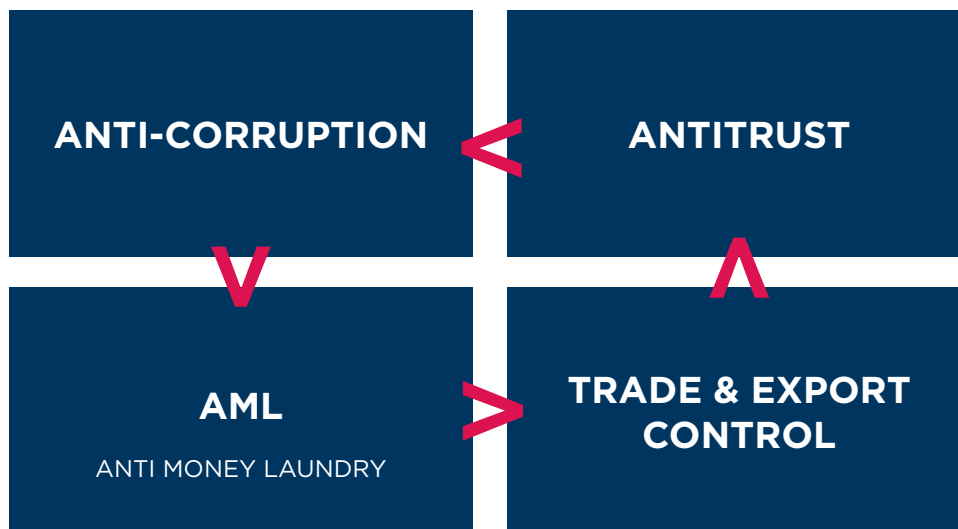 ANTI-CORRUPTION
ANTITRUST
AML
ANTI MONEY LAUNDRY
TRADE & EXPORT
CONTROL